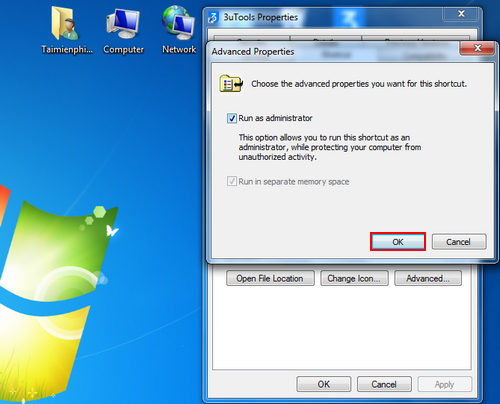 3uTools Properties
Taimienphi...
Computer
Network
Advanced Properties
Choose the advanced properties you want for this shortcut.
Run as administrator
This option allows you to run this shortcut as an
administrator, while protecting your computer from
unauthorized activity.
Run in separate memory space
OK
Cancel
Open File Location
Change Icon...
Advanced...
OK
Cancel
Apply